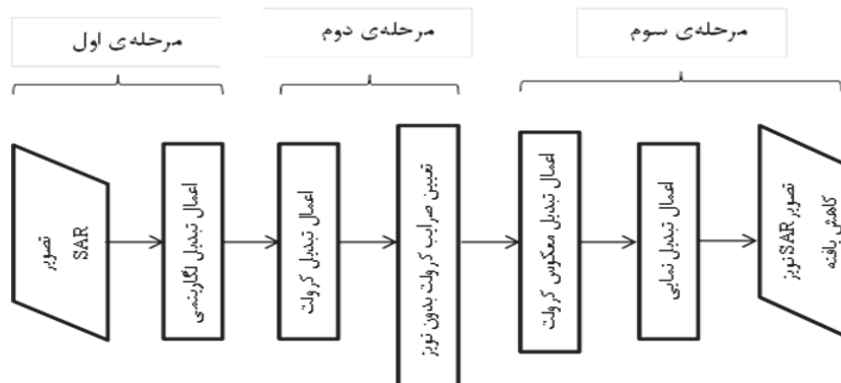 مرحله‌ی اول
مرحله‌ی دوم
مرحله‌ی سوم
تصویر
SAR
اعمال تبدیل لگاریتمی
اعمال تبدیل کرولت
تعیین ضرایب کرولت بدون نویز
اعمال تبدیل معکوس کرولت
اعمال تبدیل نمایی
تصویر SAR نویز
کاهش یافته